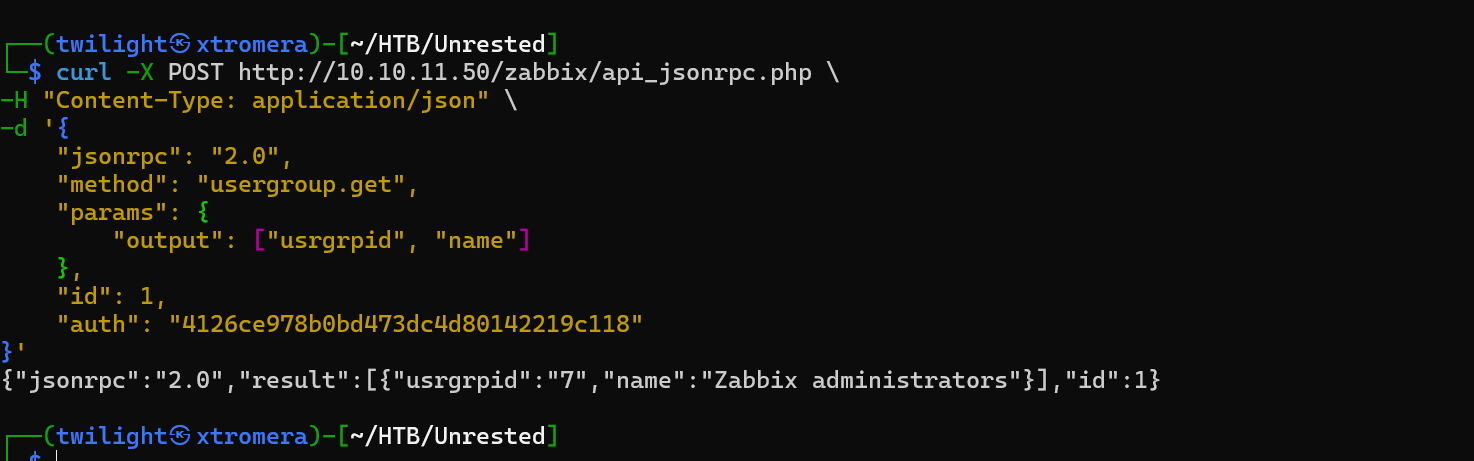 ┌──(twilight㉿xtromera)-[~/HTB/Unrested]
└─$ curl -X POST http://10.10.11.50/zabbix/api_jsonrpc.php \
-H "Content-Type: application/json" \
-d '{
    "jsonrpc": "2.0",
    "method": "usergroup.get",
    "params": {
        "output": ["usrgrpid", "name"]
    },
    "id": 1,
    "auth": "4126ce978b0bd473dc4d80142219c118"
}'
{"jsonrpc":"2.0","result":[{"usrgrpid":"7","name":"Zabbix administrators"}],"id":1}
┌──(twilight㉿xtromera)-[~/HTB/Unrested]
└─$